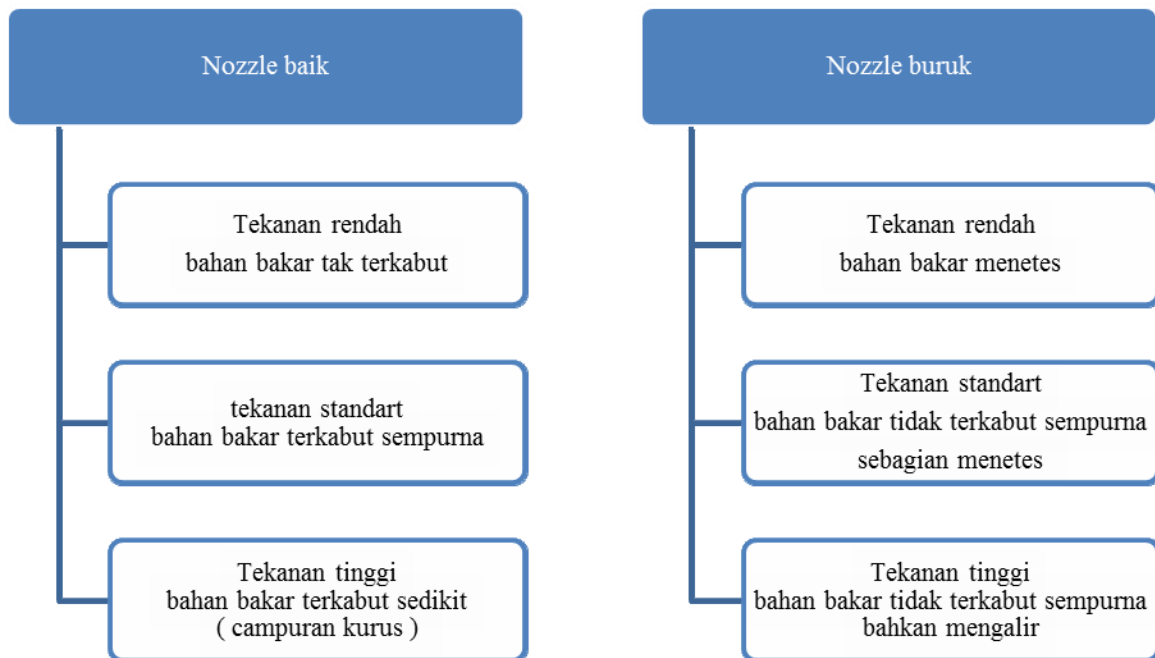 Nozzle baik
Tekanan rendah
bahan bakar tak terkabut
tekanan standart
bahan bakar terkabut sempurna
Tekanan tinggi
bahan bakar terkabut sedikit
( campuran kurus )
Nozzle buruk
Tekanan rendah
bahan bakar menetes
Tekanan standart
bahan bakar tidak terkabut sempurna
sebagian menetes
Tekanan tinggi
bahan bakar tidak terkabut sempurna
bahkan mengalir